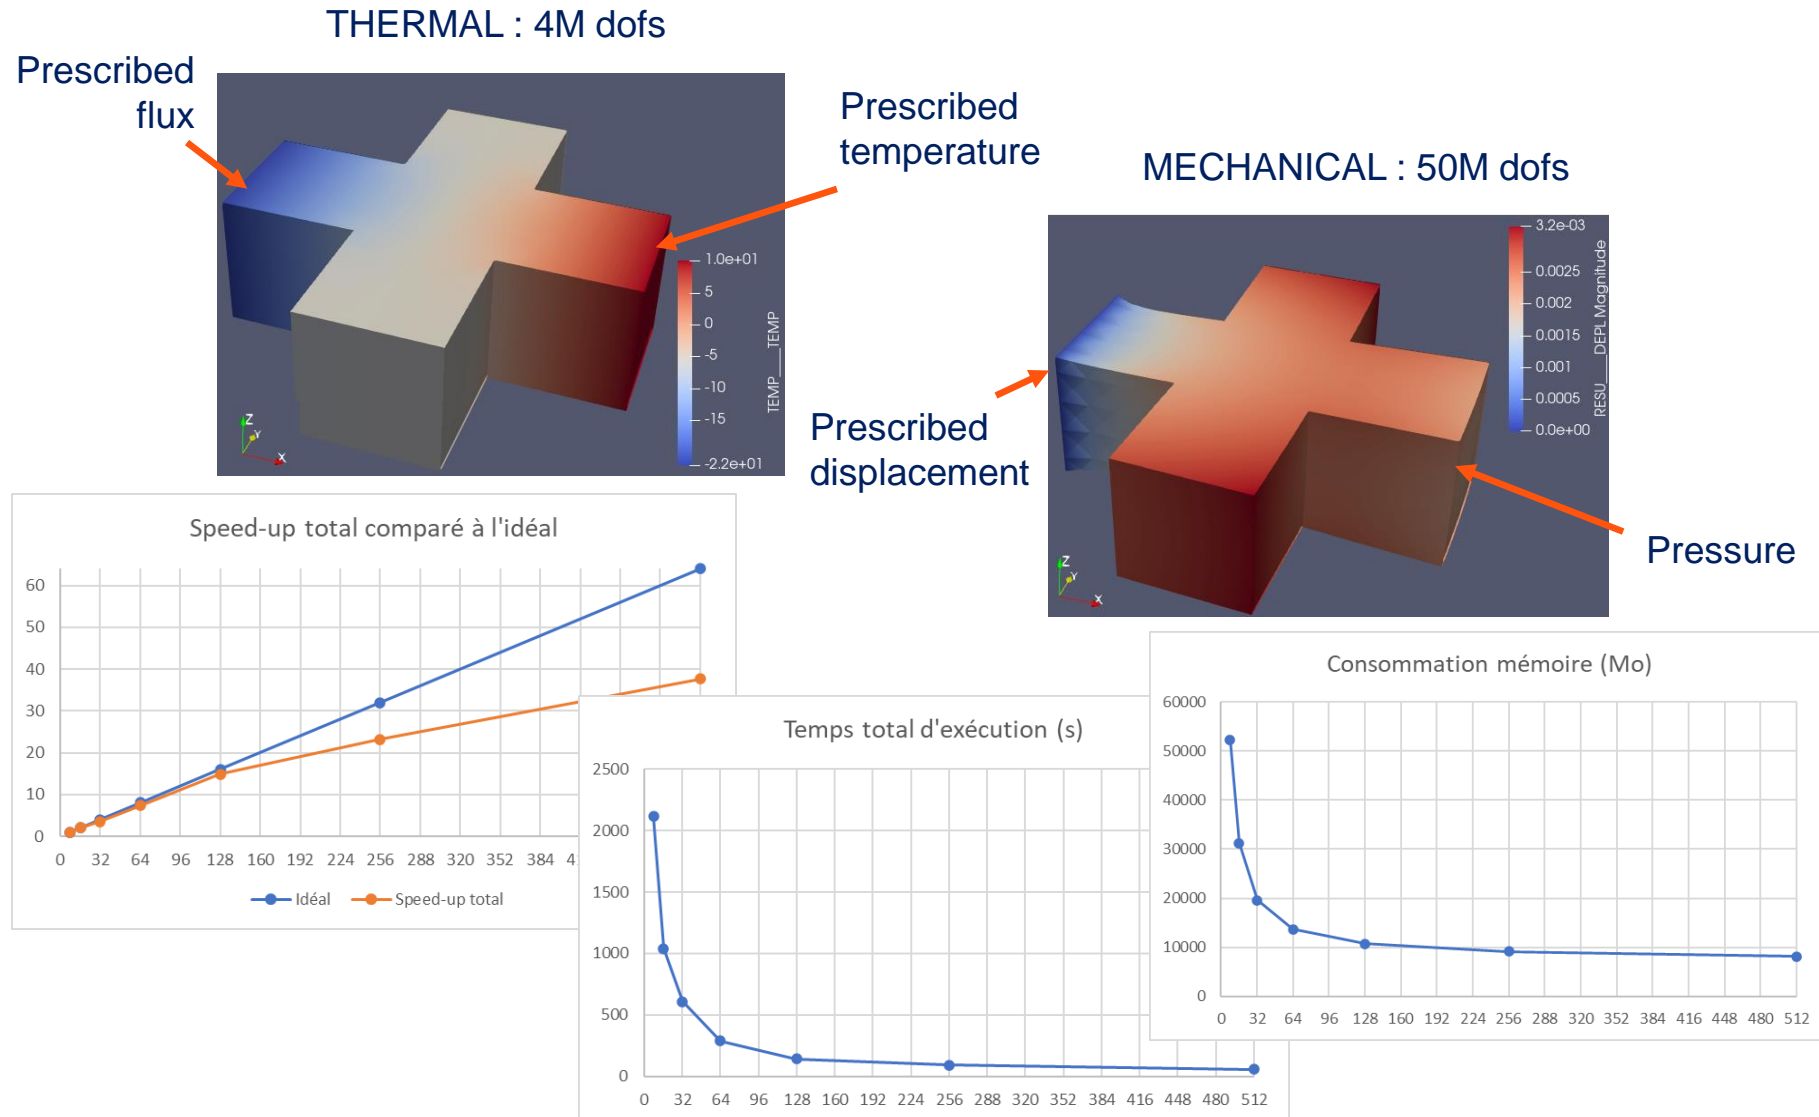 THERMAL : 4M dofs
Prescribed
flux
Prescribed
temperature
1.0e+01
5
0
-5
-10
-15
-2.2e+01
TEMP___TEMP
Z
Y
X
MECHANICAL : 50M dofs
3.2e-03
0.0025
0.002
0.0015
0.001
0.0005
0.0e+00
RESU___DEPL Magnitude
Z
Y
X
Prescribed
displacement
Pressure
Speed-up total comparé à l'idéal
60
50
40
30
20
10
0
0 32 64 96 128 160 192 224 256 288 320 352 384
Idéal Speed-up total
Temps total d'exécution (s)
2500
2000
1500
1000
500
0
0 32 64 96 128 160 192 224 256 288 320 352 384 416 448 480 512
Consommation mémoire (Mo)
60000
50000
40000
30000
20000
10000
0
0 32 64 96 128 160 192 224 256 288 320 352 384 416 448 480 512